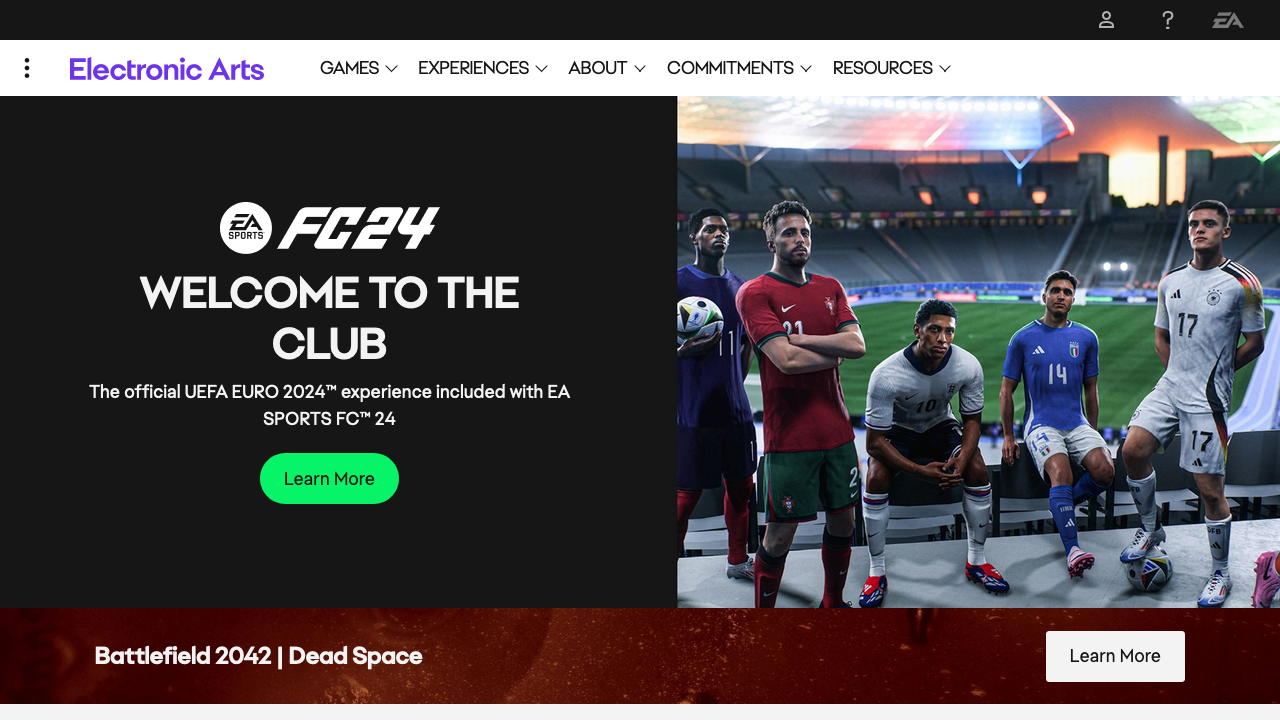 EA
Electronic Arts
GAMES
EXPERIENCES
ABOUT
COMMITMENTS
RESOURCES
EA
SPORTS
FC24
WELCOME TO THE
CLUB
The official UEFA EURO 2024™ experience included with EA
SPORTS FC™ 24
Learn More
11
21
10
14
17
17
2
Battlefield 2042 | Dead Space
Learn More